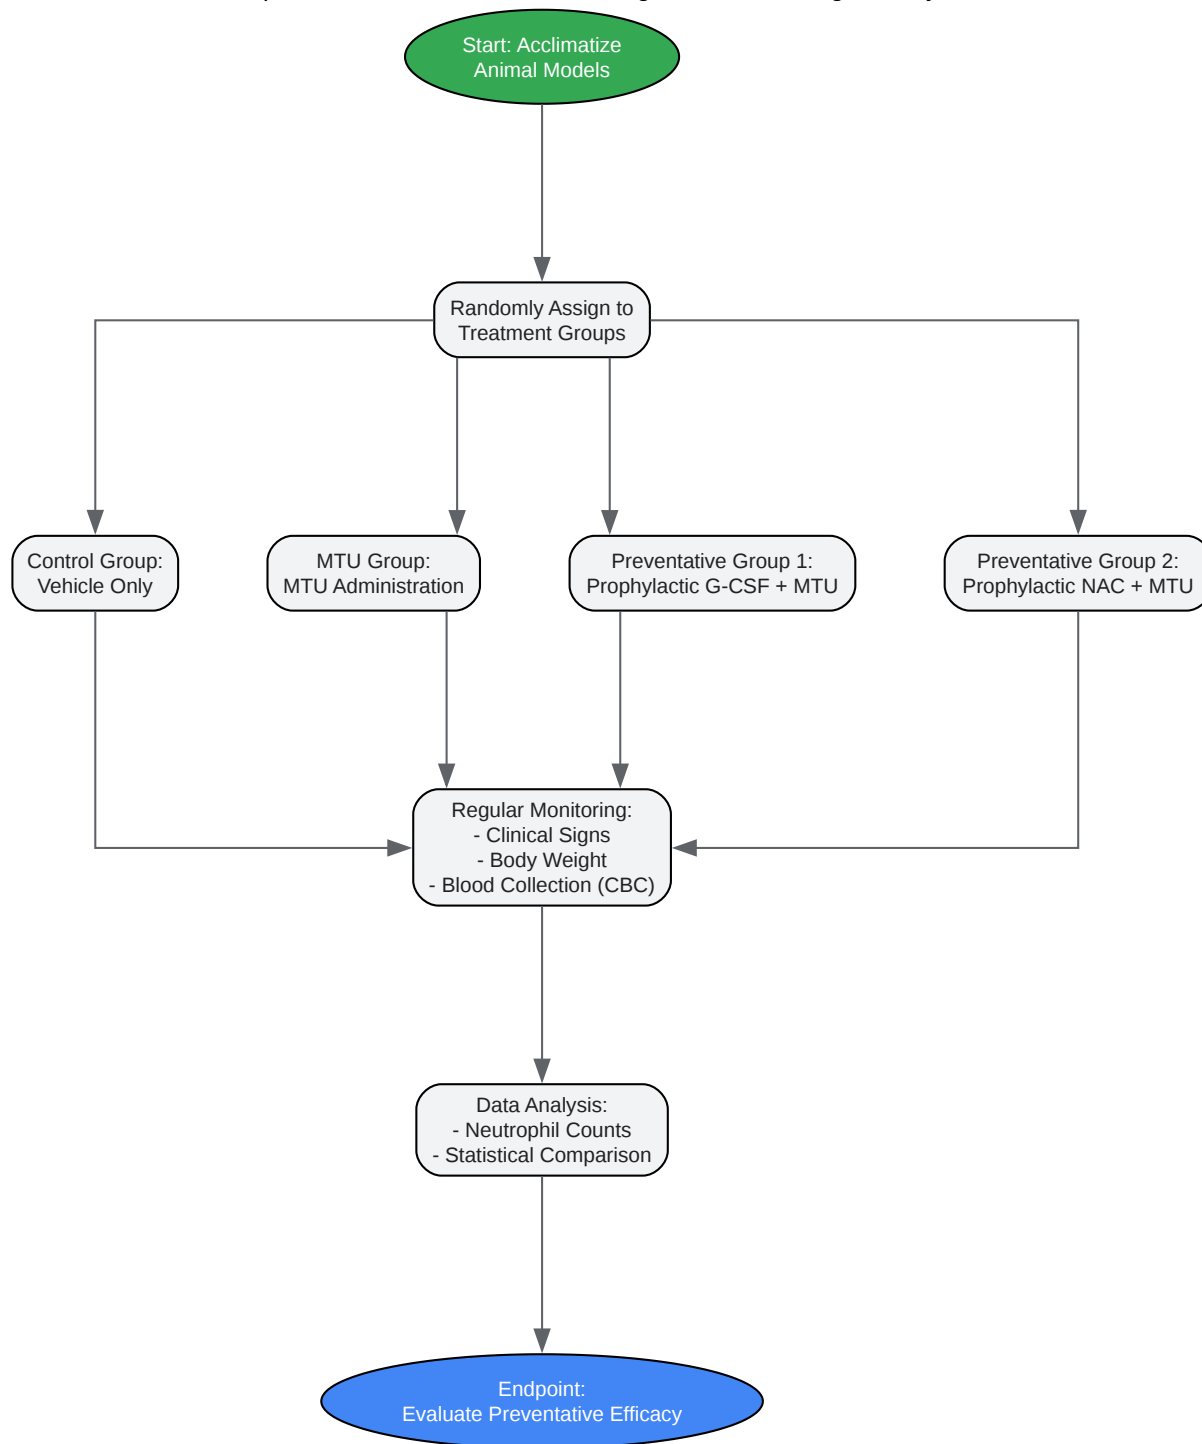 Start: Acclimatize
Animal Models
Randomly Assign to
Treatment Groups
Control Group:
Vehicle Only
MTU Group:
MTU Administration
Preventative Group 1:
Prophylactic G-CSF + MTU
Preventative Group 2:
Prophylactic NAC + MTU
Regular Monitoring:
- Clinical Signs
- Body Weight
- Blood Collection (CBC)
Data Analysis:
- Neutrophil Counts
- Statistical Comparison
Endpoint:
Evaluate Preventative Efficacy